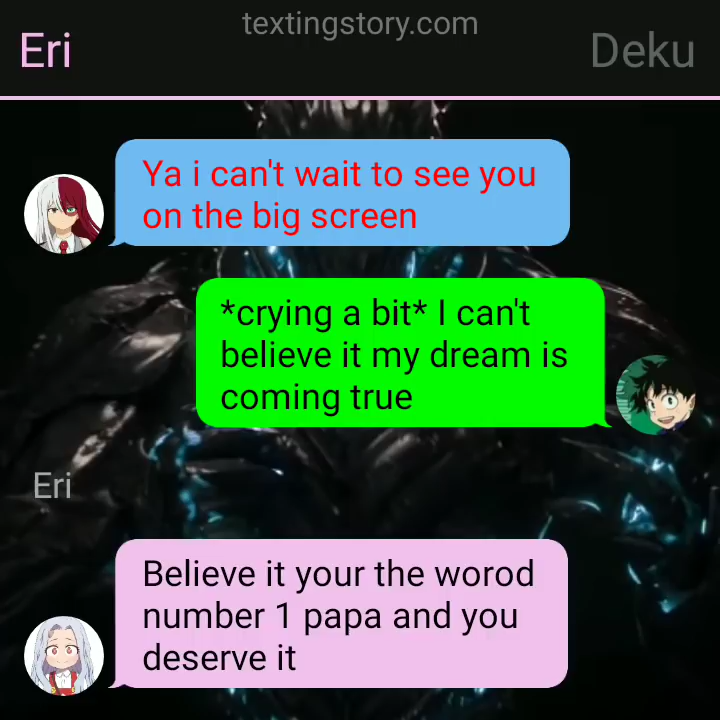 textingstory.com
Eri
Deku
Ya i can't wait to see you
on the big screen
*crying a bit* I can't
believe it my dream is
coming true
Eri
Believe it your the worod
number 1 papa and you
deserve it